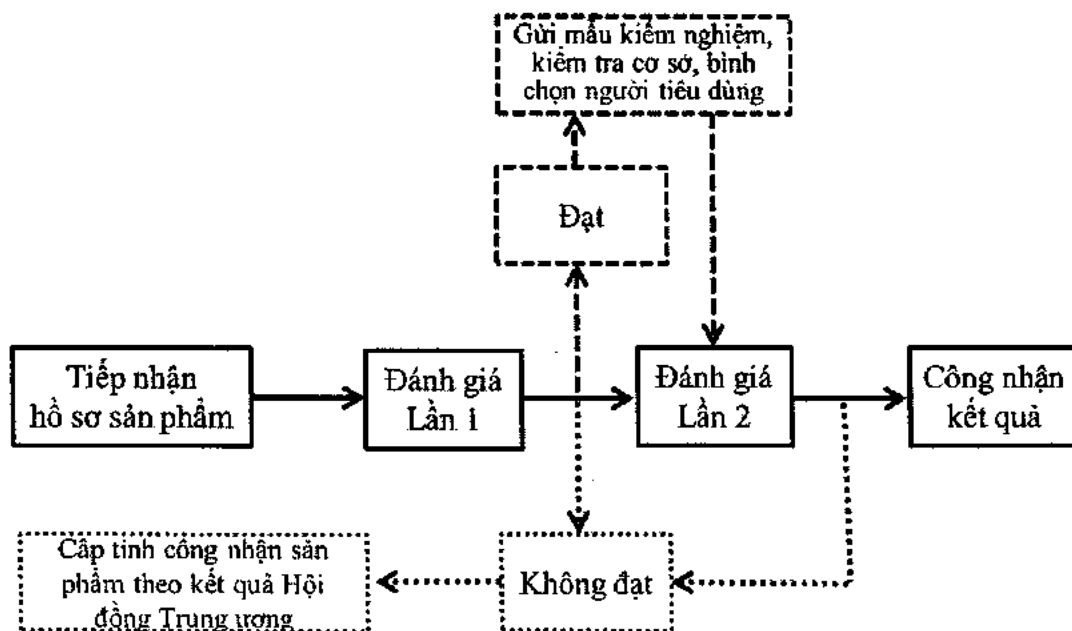 Gửi mẫu kiểm nghiệm,
kiểm tra cơ sở, bình
chọn người tiêu dùng
Đạt
Tiếp nhận
hồ sơ sản phẩm
Đánh giá
Lần 1
Đánh giá
Lần 2
Công nhận
kết quả
Cấp tỉnh công nhận sản
phẩm theo kết quả Hội
đồng Trung ương
Không đạt